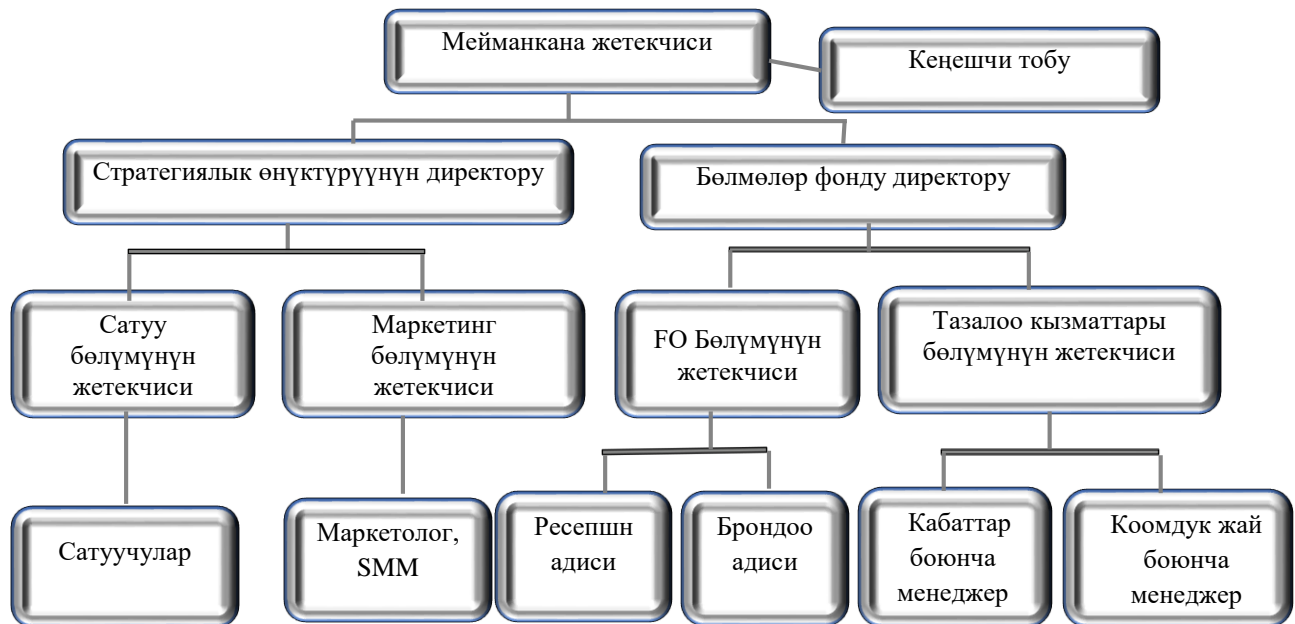 Мейманкана жетекчиси
Кеңешчи тобу
Стратегиялык өнүктүрүүнүн директору
Бөлмөлөр фонду директору
Сатуу
бөлүмүнүн
жетекчиси
Маркетинг
бөлүмүнүн
жетекчиси
FO Бөлүмүнүн
жетекчиси
Тазалоо кызматтары
бөлүмүнүн жетекчиси
Сатуучулар
Маркетолог,
SMM
Ресепшн
адиси
Брондоо
адиси
Кабаттар
боюнча
менеджер
Коомдук жай
боюнча
менеджер